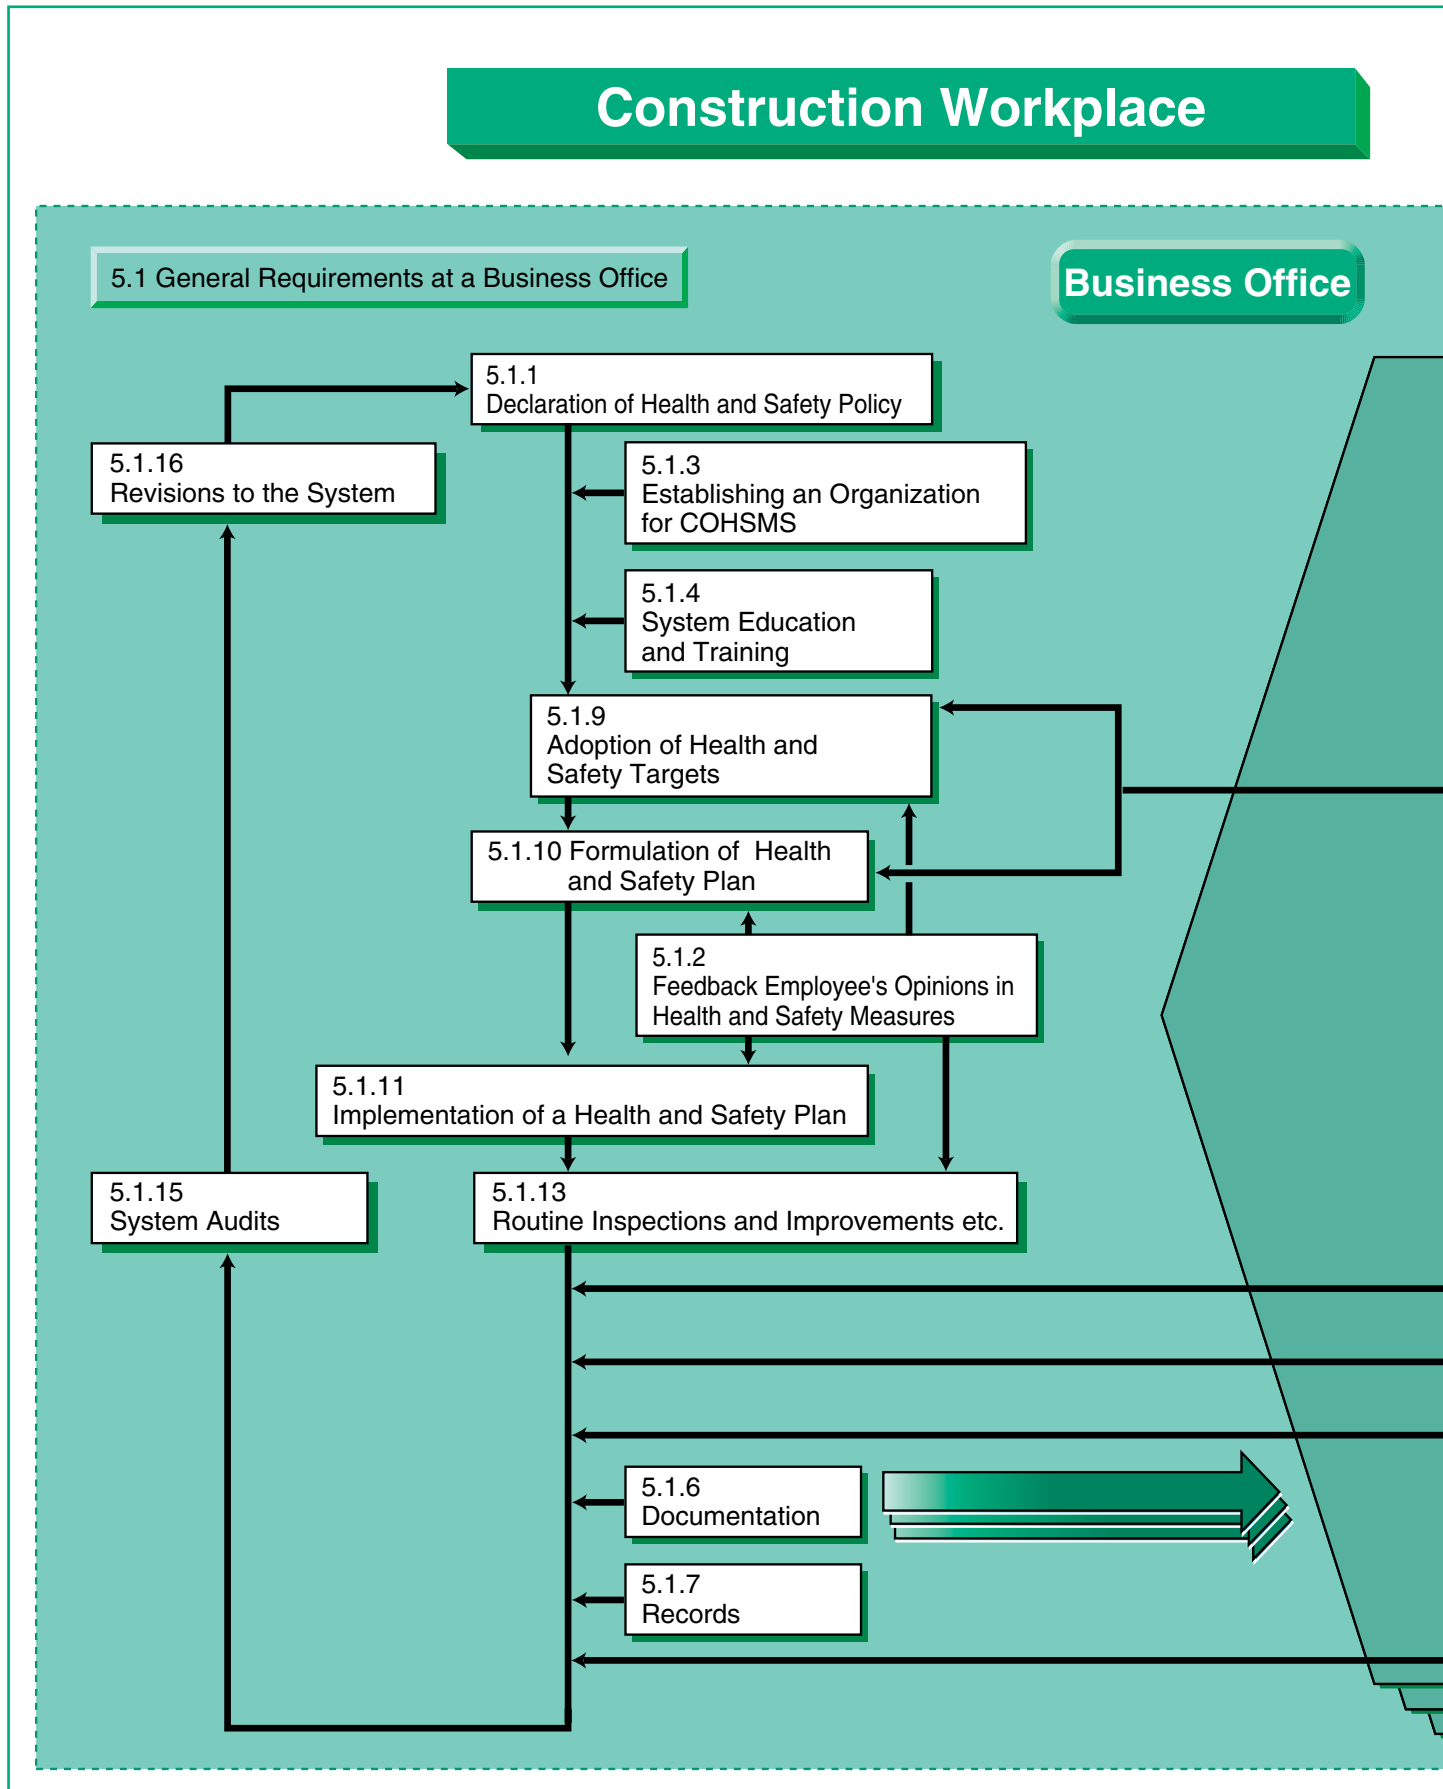 Construction Workplace
5.1 General Requirements at a Business Office
Business Office
5.1.1
Declaration of Health and Safety Policy
5.1.16
Revisions to the System
5.1.3
Establishing an Organization
for COHSMS
5.1.4
System Education
and Training
5.1.9
Adoption of Health and
Safety Targets
5.1.10 Formulation of Health
and Safety Plan
5.1.2
Feedback Employee's Opinions in
Health and Safety Measures
5.1.11
Implementation of a Health and Safety Plan
5.1.15
System Audits
5.1.13
Routine Inspections and Improvements etc.
5.1.6
Documentation
5.1.7
Records